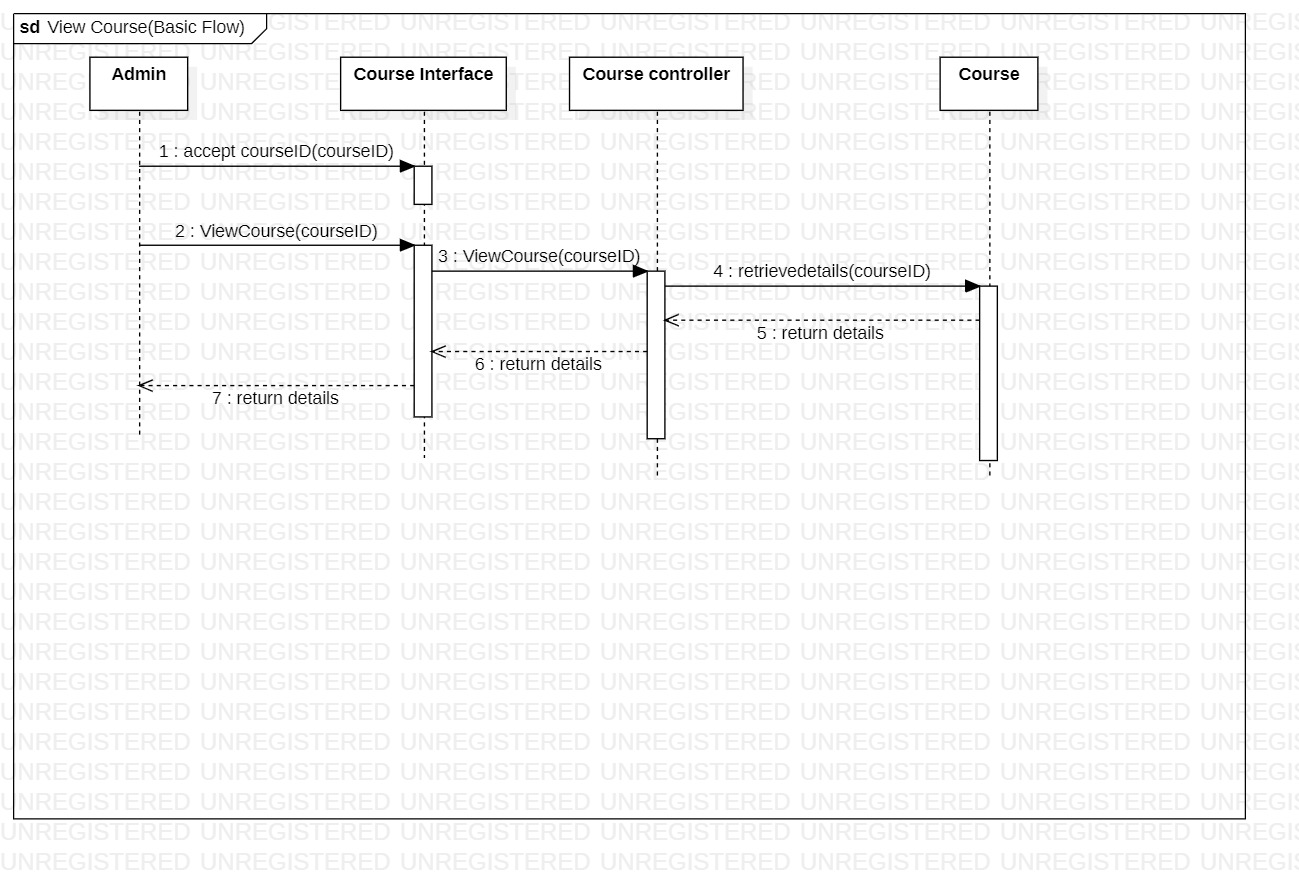 sd View Course(Basic Flow)
Admin
Course Interface
Course controller
Course
1 : accept courseID(courseID)
2 : ViewCourse(courseID)
3 : ViewCourse(courseID)
4 : retrievedetails(courseID)
5 : return details
6 : return details
7 : return details
UNREGISTERED